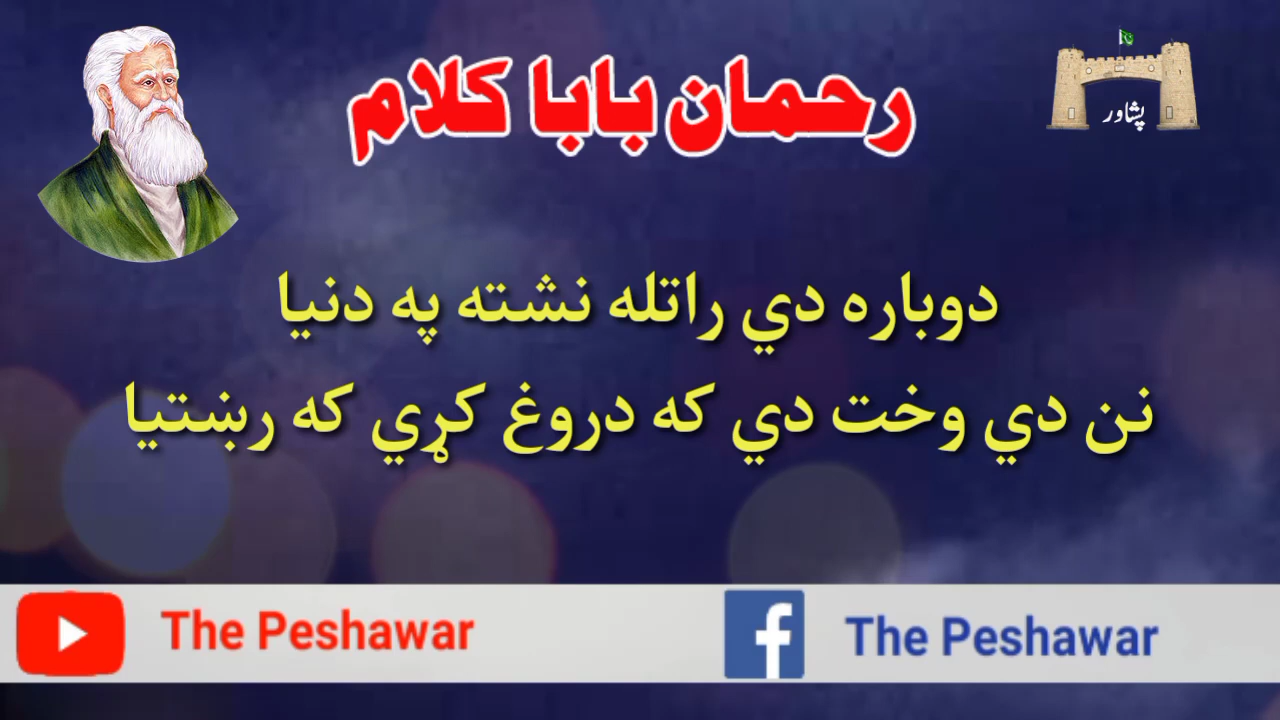 رحمان بابا کلام
پشاور
دوباره دي راتله نشته په دنيا
نن دي وخت دي که دروغ کړي که رښتيا
The Peshawar
The Peshawar